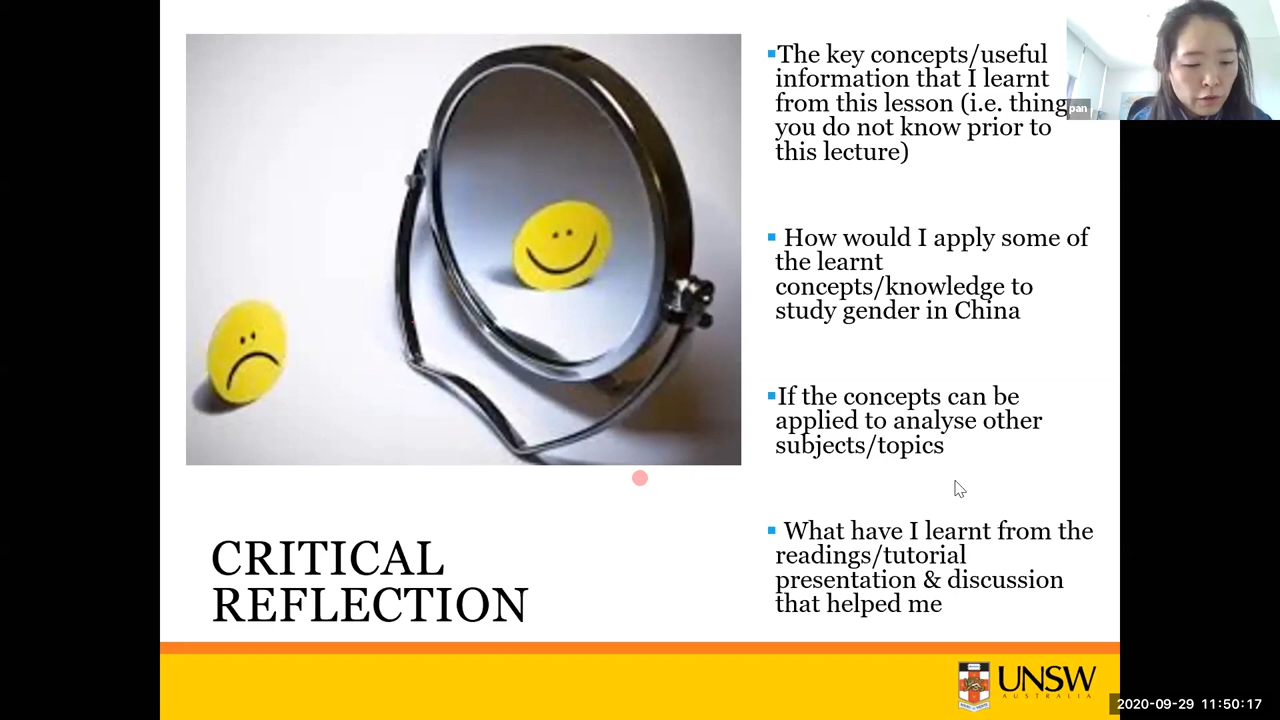 ▪The key concepts/useful
information that I learnt
from this lesson (i.e. thing
you do not know prior to
this lecture)
▪ How would I apply some of
the learnt
concepts/knowledge to
study gender in China
▪If the concepts can be
applied to analyse other
subjects/topics
▪ What have I learnt from the
readings/tutorial
presentation & discussion
that helped me
CRITICAL
REFLECTION
pan
UNSW
AUSTRALIA
2020-09-29 11:50:17